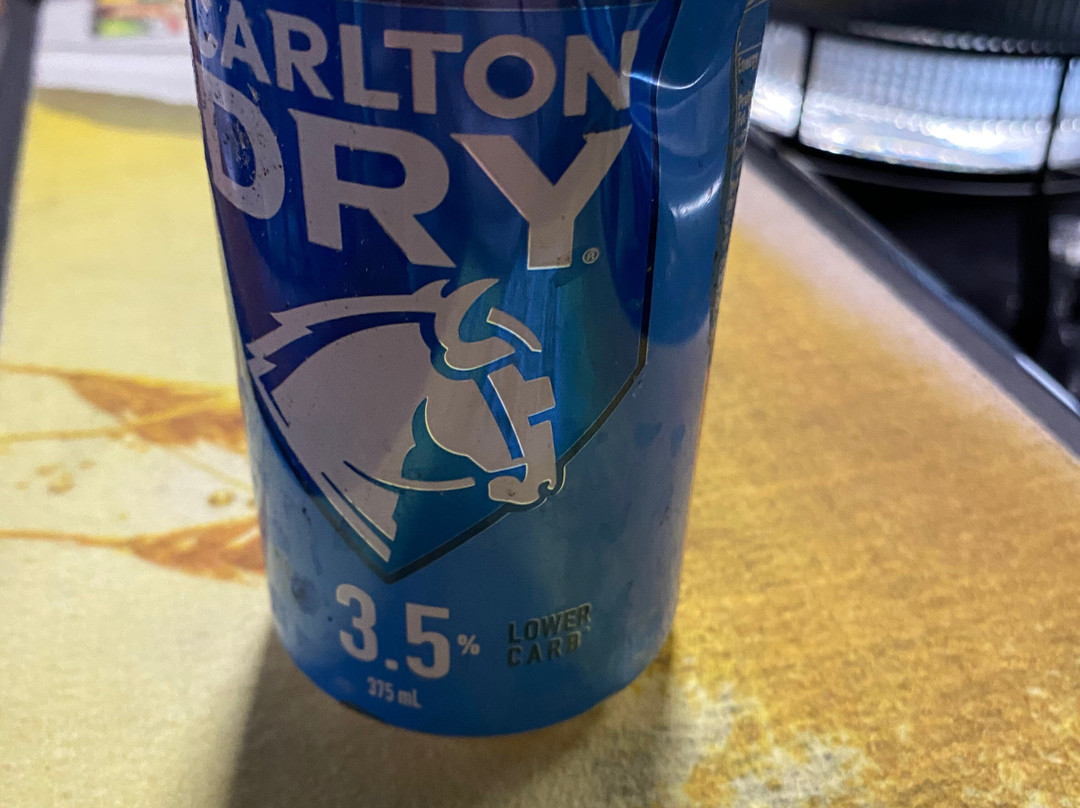 CARLTON
DRY®
3.5%
LOWER
CARB*
375 mL